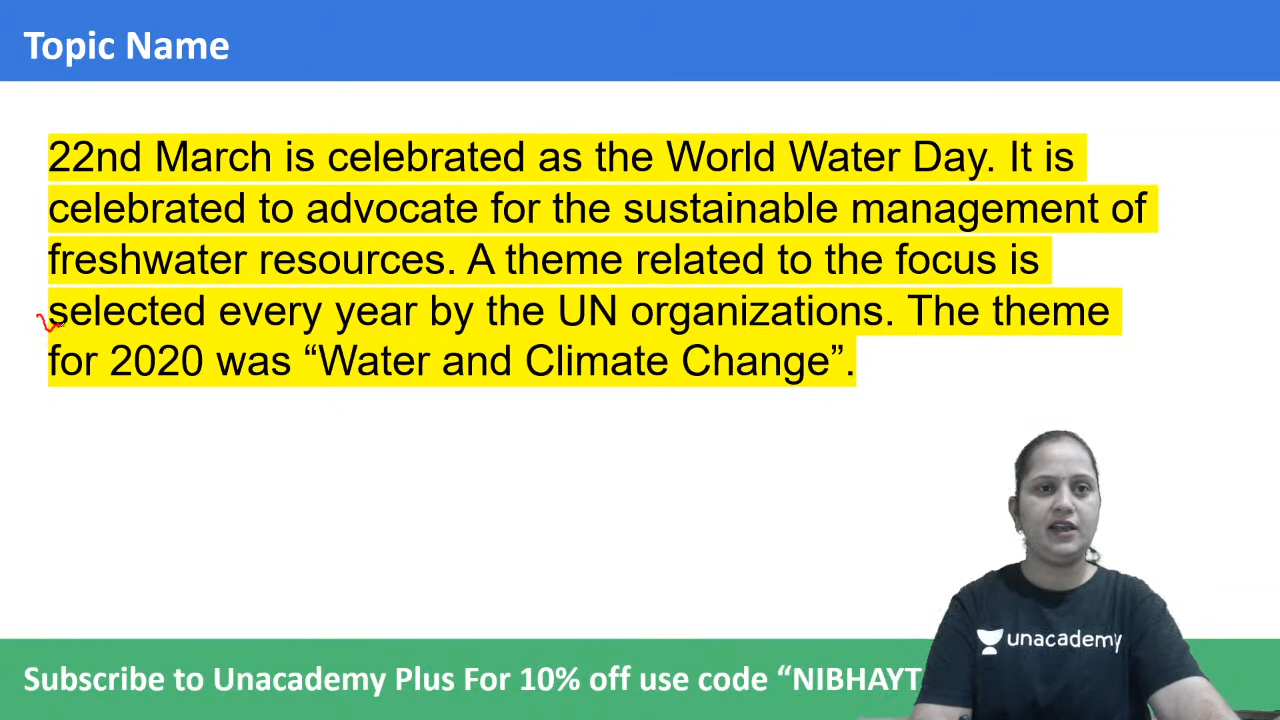 Topic Name
22nd March is celebrated as the World Water Day. It is
celebrated to advocate for the sustainable management of
freshwater resources. A theme related to the focus is
selected every year by the UN organizations. The theme
for 2020 was “Water and Climate Change”.
unacademy
Subscribe to Unacademy Plus For 10% off use code “NIBHAYT